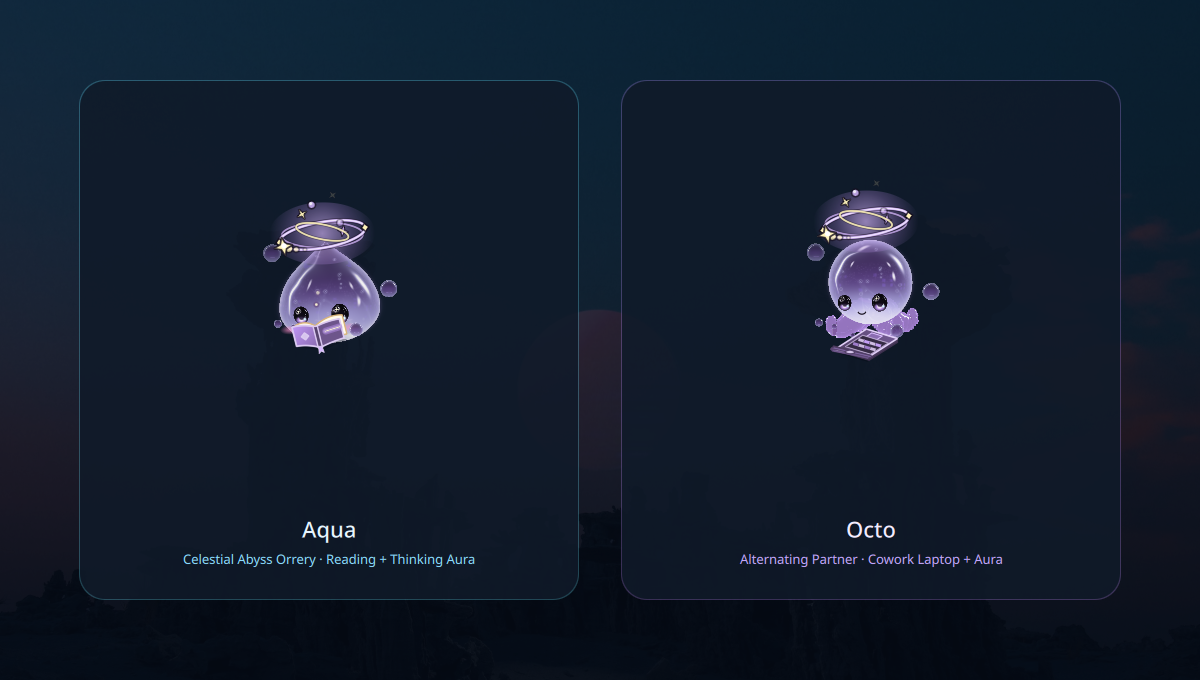 Aqua
Celestial Abyss Orrery · Reading + Thinking Aura
Octo
Alternating Partner · Cowork Laptop + Aura